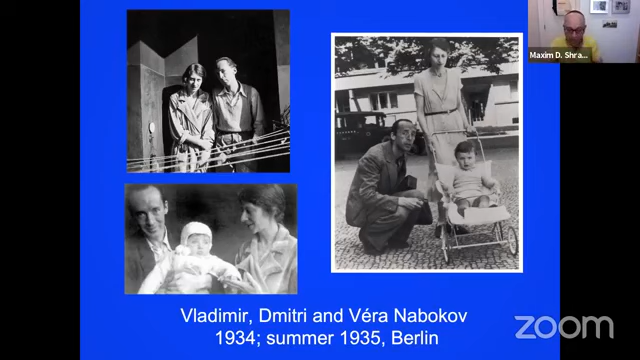 Maxim D. Shra...
Vladimir, Dmitri and Véra Nabokov
1934; summer 1935, Berlin
zoom